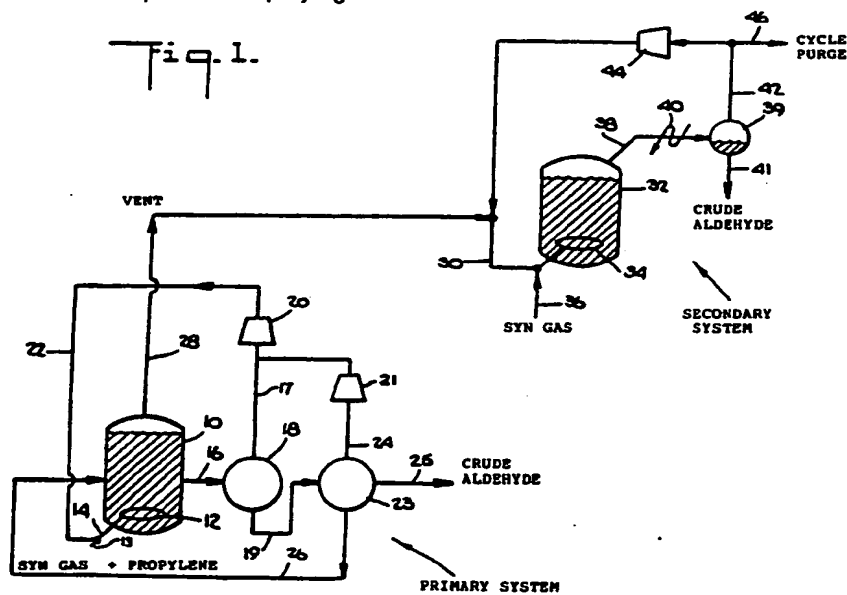 Fig. 1.
46
CYCLE
PURGE
44
42
40
39
38
32
41
CRUDE
ALDEHYDE
VENT
30
34
36
SYN GAS
SECONDARY
SYSTEM
20
22
28
21
17
10
18
24
16
25
CRUDE
ALDEHYDE
14
12
23
13
19
SYN GAS + PROPYLENE
26
PRIMARY SYSTEM